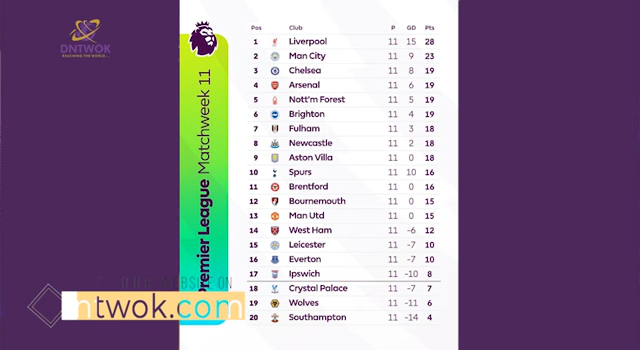 DNTWOK
REACHING THE WORLD...
Premier League Matchweek 11
Pos Club P GD Pts
1 Liverpool 11 15 28
2 Man City 11 9 23
3 Chelsea 11 8 19
4 Arsenal 11 6 19
5 Nott'm Forest 11 5 19
6 Brighton 11 4 19
7 Fulham 11 3 18
8 Newcastle 11 2 18
9 Aston Villa 11 0 18
10 Spurs 11 10 16
11 Brentford 11 0 16
12 Bournemouth 11 0 15
13 Man Utd 11 0 15
14 West Ham 11 -6 12
15 Leicester 11 -7 10
16 Everton 11 -7 10
17 Ipswich 11 -10 8
18 Crystal Palace 11 -7 7
19 Wolves 11 -11 6
20 Southampton 11 -14 4
ntwok.com